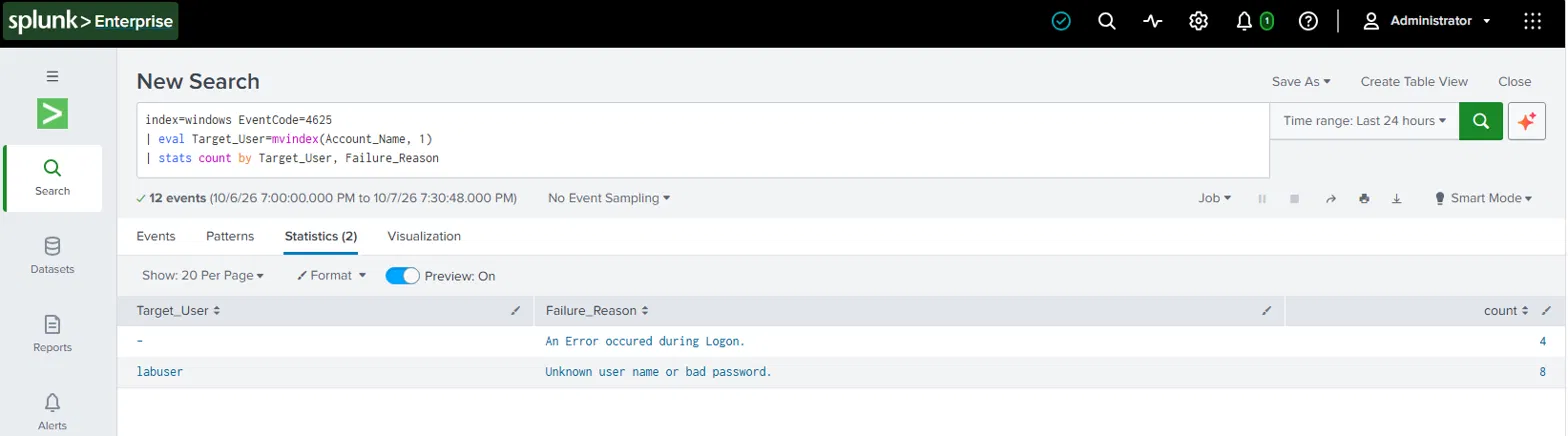 splunk> Enterprise
1
Administrator
New Search
Save As
Create Table View
Close
index=windows EventCode=4625
| eval Target_User=mvindex(Account_Name, 1)
| stats count by Target_User, Failure_Reason
Time range: Last 24 hours
Search
12 events (10/6/26 7:00:00.000 PM to 10/7/26 7:30:48.000 PM)
No Event Sampling
Job
Smart Mode
Events
Patterns
Statistics (2)
Visualization
Datasets
Show: 20 Per Page
Format
Preview: On
Target_User
Failure_Reason
count
-
An Error occured during Logon.
4
Reports
labuser
Unknown user name or bad password.
8
Alerts